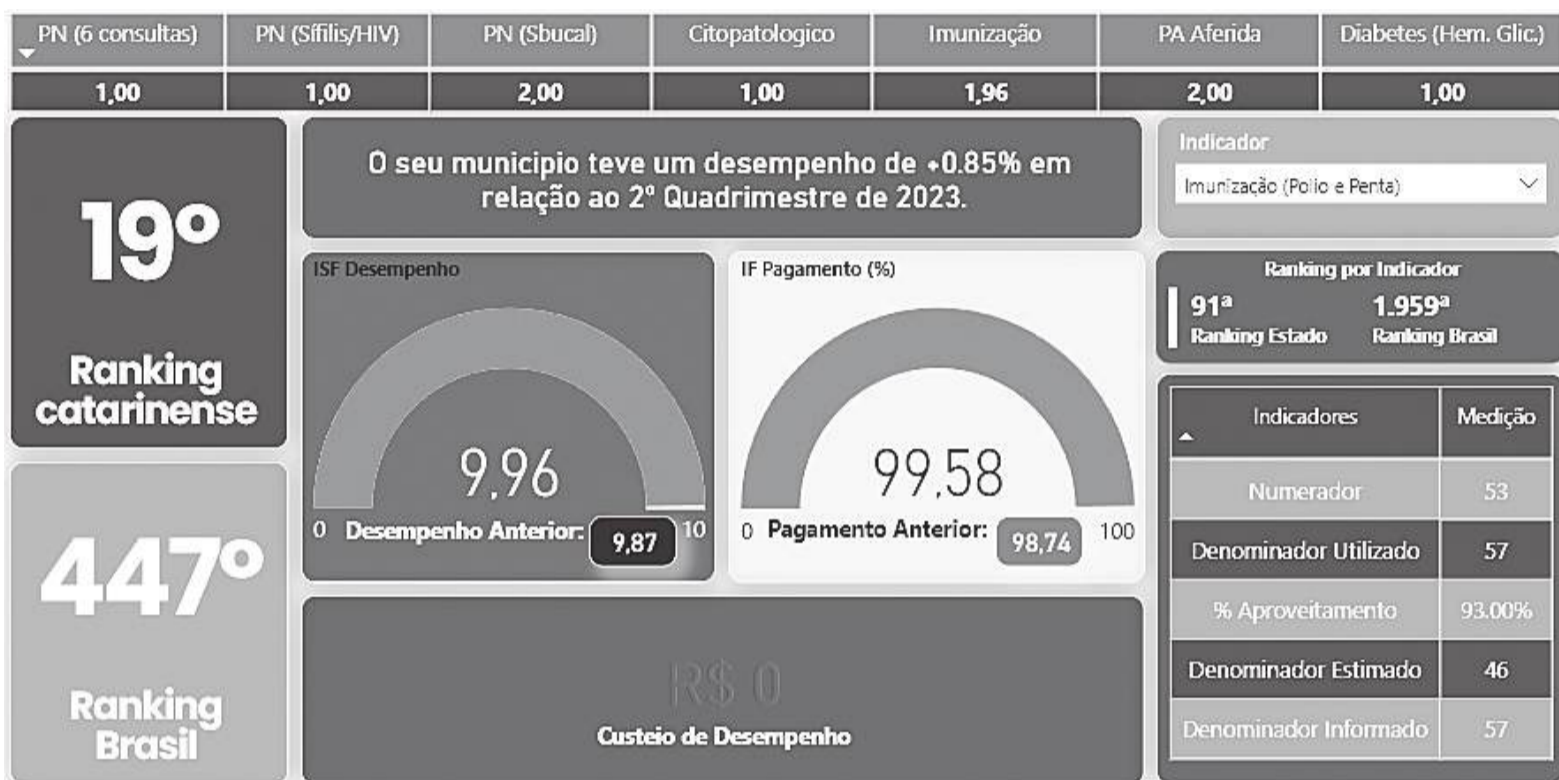 PN (6 consultas) PN (Sífilis/HIV) PN (Sbucal) Citopatologico Imunização PA Aferida Diabetes (Hem. Glic.)
1,00 1,00 2,00 1,00 1,96 2,00 1,00
19º
Ranking
catarinense
447º
Ranking
Brasil
O seu municipio teve um desempenho de +0.85% em
relação ao 2º Quadrimestre de 2023.
ISF Desempenho
9,96
0 Desempenho Anterior: 9,87 10
IF Pagamento (%)
99,58
0 Pagamento Anterior: 98,74 100
R$ 0
Custeio de Desempenho
Indicador
Imunização (Polio e Penta)
Ranking por Indicador
91ª 1.959ª
Ranking Estado Ranking Brasil
Indicadores Medição
Numerador 53
Denominador Utilizado 57
% Aproveitamento 93.00%
Denominador Estimado 46
Denominador Informado 57